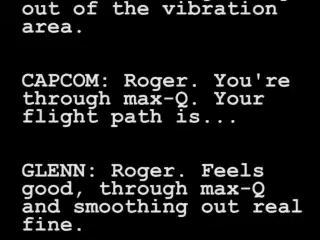 out of the vibration
area.
CAPCOM: Roger. You're
through max-Q. Your
flight path is...
GLENN: Roger. Feels
good, through max-Q
and smoothing out real
fine.